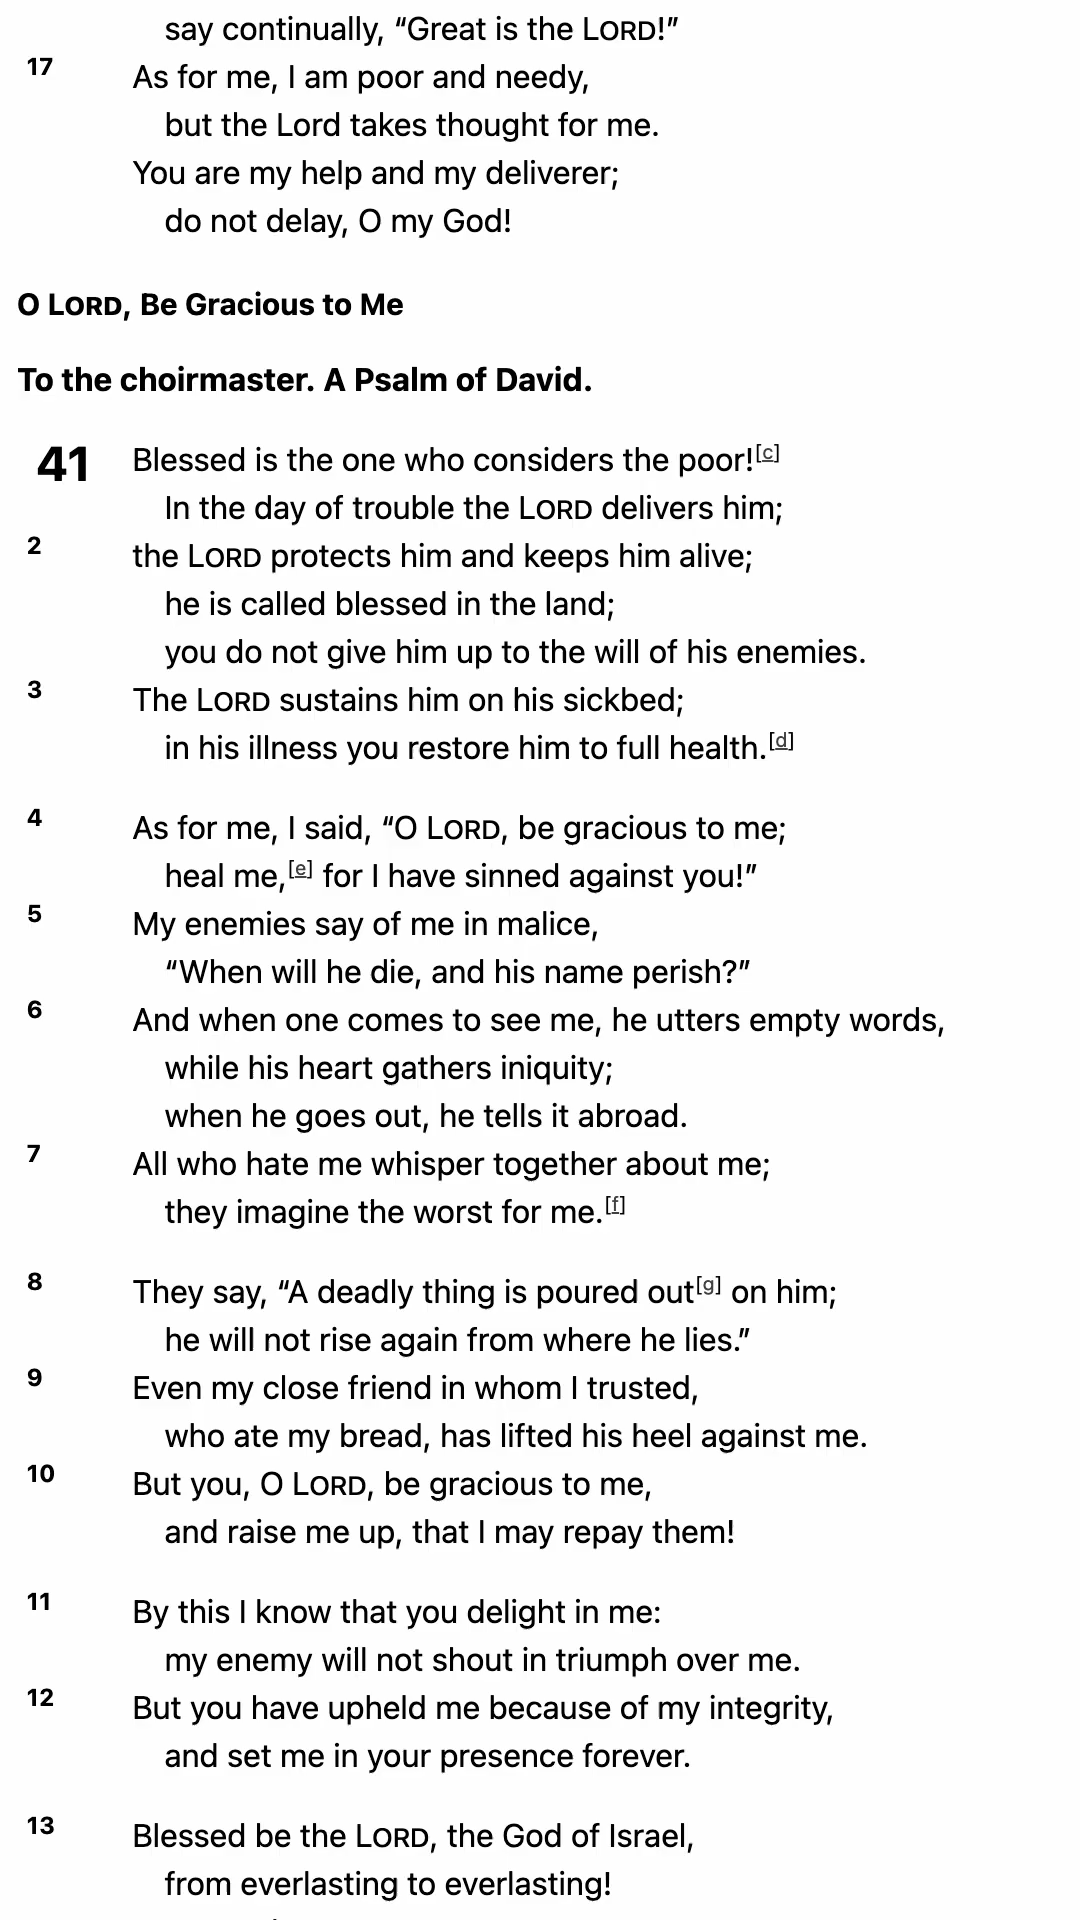 say continually, “Great is the LORD!”
17 As for me, I am poor and needy,
but the Lord takes thought for me.
You are my help and my deliverer;
do not delay, O my God!
O LORD, Be Gracious to Me
To the choirmaster. A Psalm of David.
41 Blessed is the one who considers the poor![c]
In the day of trouble the LORD delivers him;
2 the LORD protects him and keeps him alive;
he is called blessed in the land;
you do not give him up to the will of his enemies.
3 The LORD sustains him on his sickbed;
in his illness you restore him to full health.[d]
4 As for me, I said, “O LORD, be gracious to me;
heal me,[e] for I have sinned against you!”
5 My enemies say of me in malice,
“When will he die, and his name perish?”
6 And when one comes to see me, he utters empty words,
while his heart gathers iniquity;
when he goes out, he tells it abroad.
7 All who hate me whisper together about me;
they imagine the worst for me.[f]
8 They say, “A deadly thing is poured out[g] on him;
he will not rise again from where he lies.”
9 Even my close friend in whom I trusted,
who ate my bread, has lifted his heel against me.
10 But you, O LORD, be gracious to me,
and raise me up, that I may repay them!
11 By this I know that you delight in me:
my enemy will not shout in triumph over me.
12 But you have upheld me because of my integrity,
and set me in your presence forever.
13 Blessed be the LORD, the God of Israel,
from everlasting to everlasting!